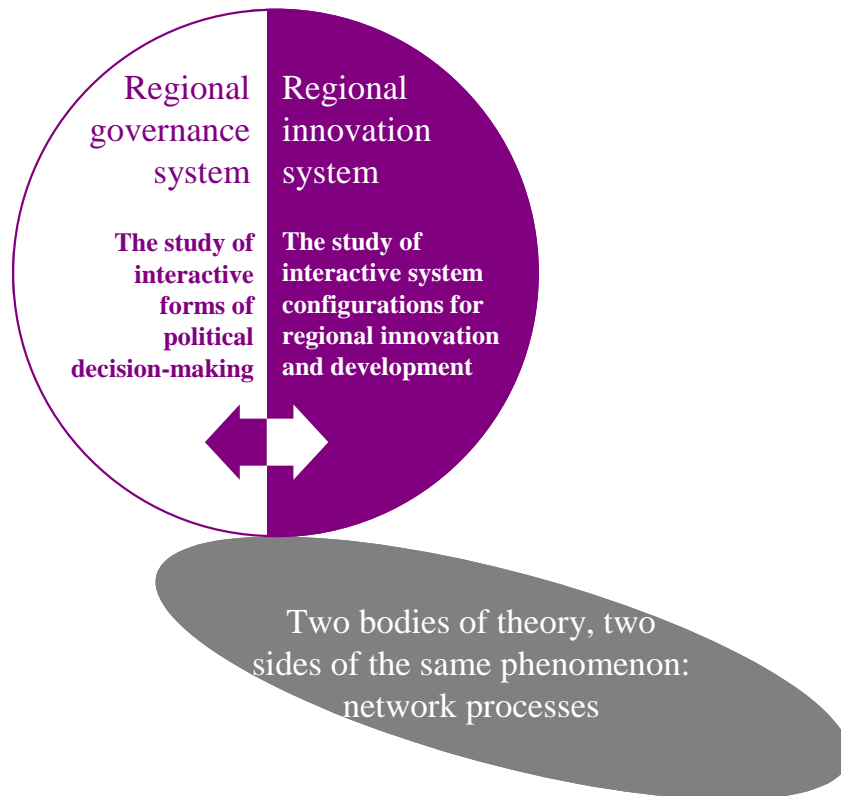 Regional
governance
system
The study of
interactive
forms of
political
decision-making
Regional
innovation
system
The study of
interactive system
configurations for
regional innovation
and development
Two bodies of theory, two
sides of the same phenomenon:
network processes